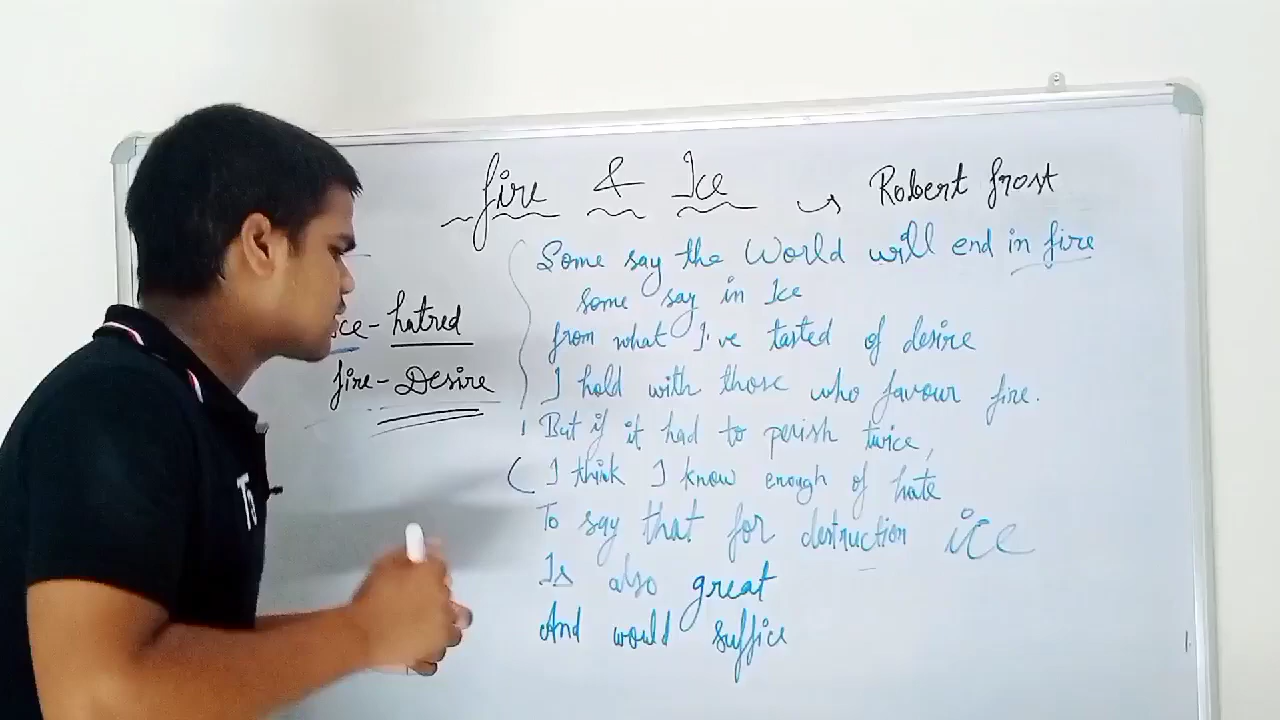 fire & Ice
Robert frost
Some say the World will end in fire
some say in Ice
from what I've tasted of desire
I hold with those who favour fire.
But if it had to perish twice,
I think I know enough of hate
To say that for destruction ice
Is also great
And would suffice
ice - hatred
fire - Desire
To